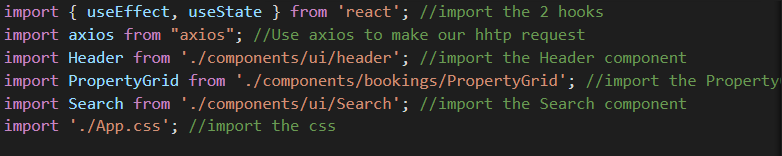 import { useEffect, useState } from 'react'; //import the 2 hooks
import axios from "axios"; //Use axios to make our hhtp request
import Header from './components/ui/header'; //import the Header component
import PropertyGrid from './components/bookings/PropertyGrid'; //import the Property
import Search from './components/ui/Search'; //import the Search component
import './App.css'; //import the css